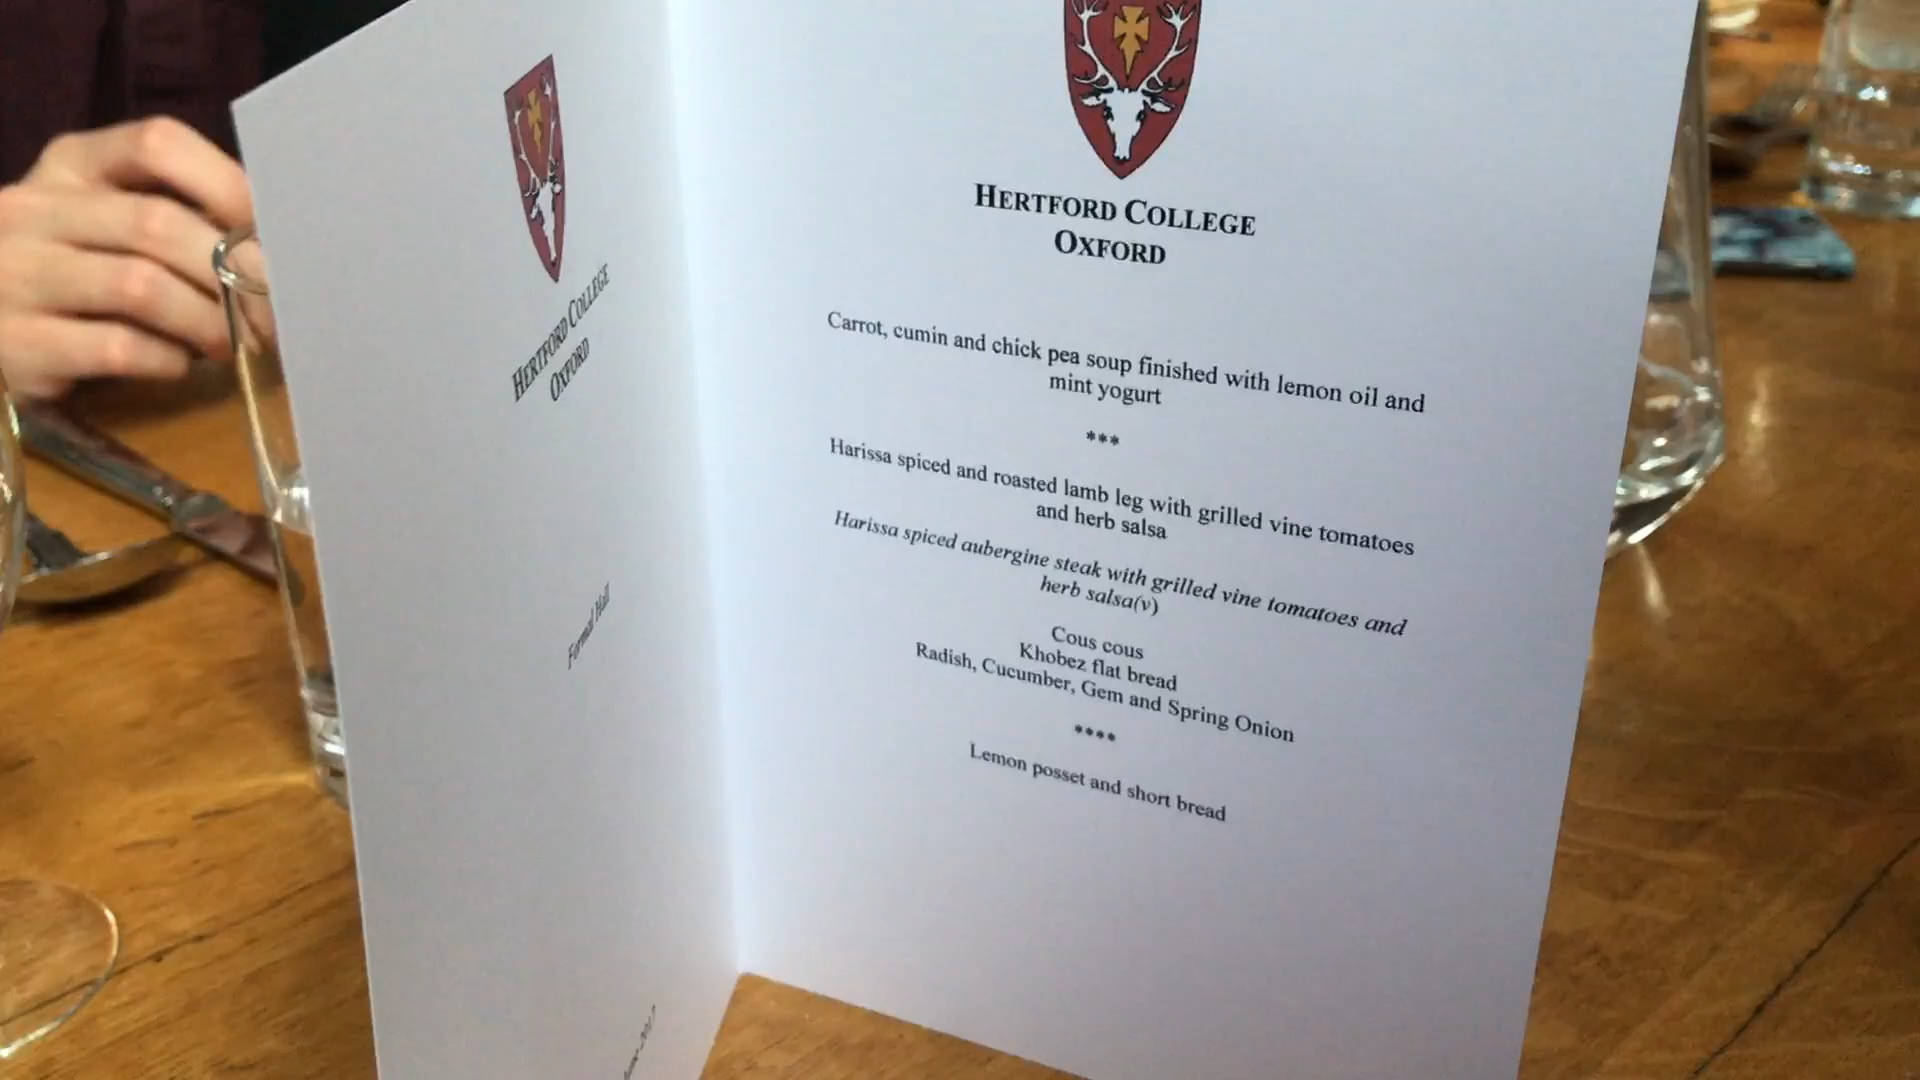 HERTFORD COLLEGE
OXFORD
Formal Hall
2017
HERTFORD COLLEGE
OXFORD
Carrot, cumin and chick pea soup finished with lemon oil and
mint yogurt
***
Harissa spiced and roasted lamb leg with grilled vine tomatoes
and herb salsa
Harissa spiced aubergine steak with grilled vine tomatoes and
herb salsa(v)
Cous cous
Khobez flat bread
Radish, Cucumber, Gem and Spring Onion
****
Lemon posset and short bread